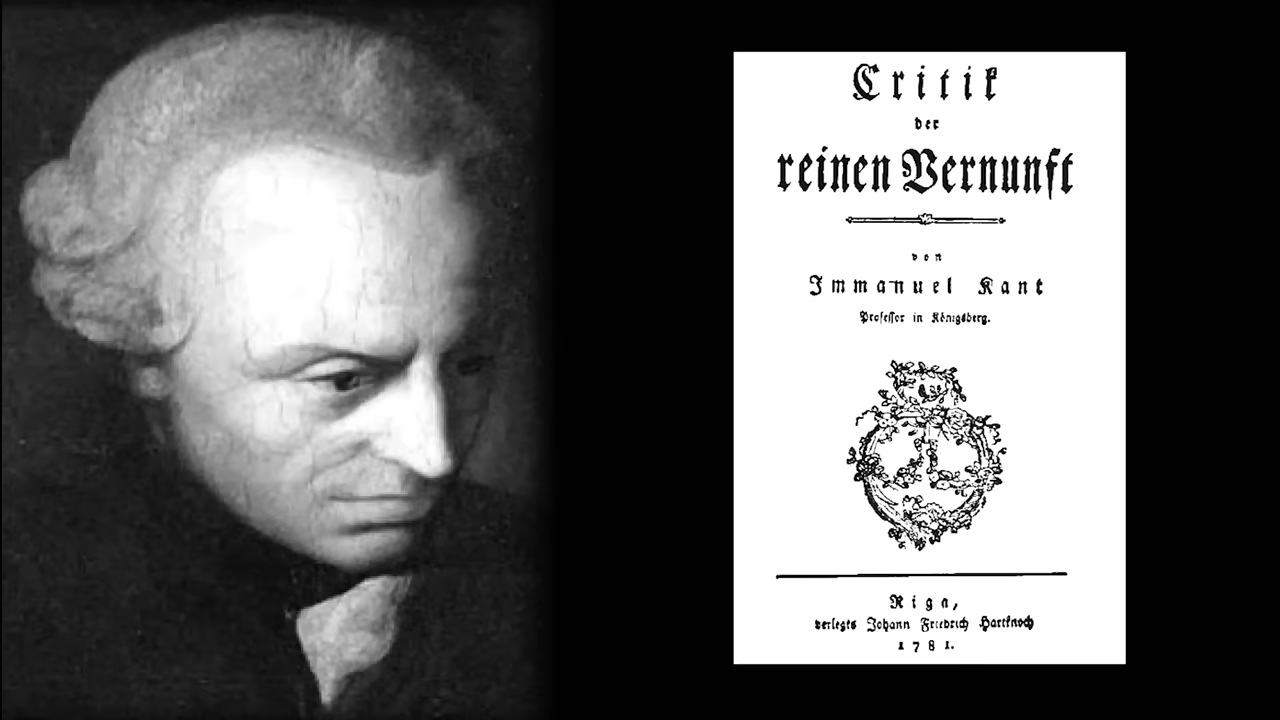 Critik
der
reinen Vernunft
von
Immanuel Kant
Professor in Königsberg.
Riga,
verlegts Johann Friedrich Hartknoch
1781.